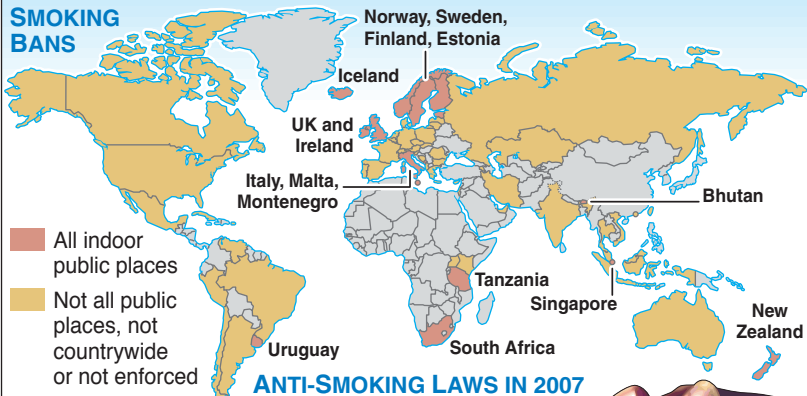 SMOKING
BANS
Norway, Sweden,
Finland, Estonia
Iceland
UK and
Ireland
Italy, Malta,
Montenegro
Bhutan
All indoor
public places
Not all public
places, not
countrywide
or not enforced
Tanzania
Singapore
New
Zealand
Uruguay
South Africa
ANTI-SMOKING LAWS IN 2007